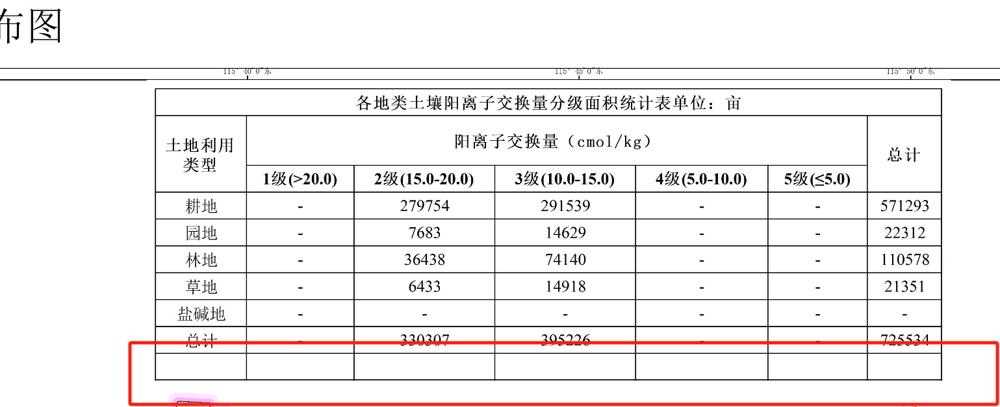 布图
115° 40′0″东 115° 45′0″东 115° 50′0″东
各地类土壤阳离子交换量分级面积统计表单位：亩
土地利用类型 阳离子交换量（cmol/kg） 总计
1级(>20.0) 2级(15.0-20.0) 3级(10.0-15.0) 4级(5.0-10.0) 5级(≤5.0)
耕地 - 279754 291539 - - 571293
园地 - 7683 14629 - - 22312
林地 - 36438 74140 - - 110578
草地 - 6433 14918 - - 21351
盐碱地 - - - - - -
总计 - 330307 395226 - - 725534